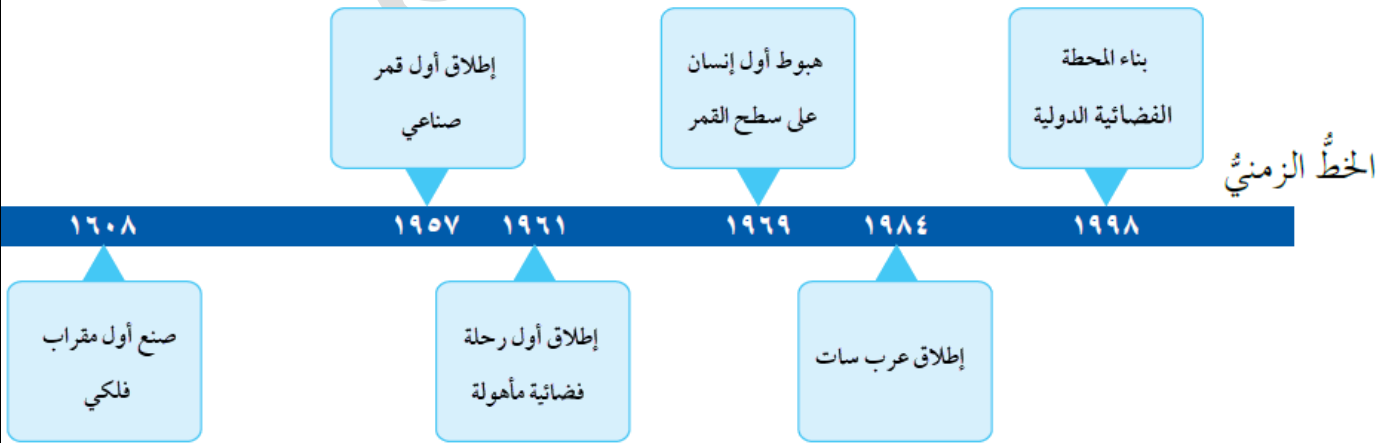 الخطُّ الزمنيُّ
إطلاق أول قمر
صناعي
هبوط أول إنسان
على سطح القمر
بناء المحطة
الفضائية الدولية
١٦٠٨
١٩٥٧
١٩٦١
١٩٦٩
١٩٨٤
١٩٩٨
صنع أول مقراب
فلكي
إطلاق أول رحلة
فضائية مأهولة
إطلاق عرب سات